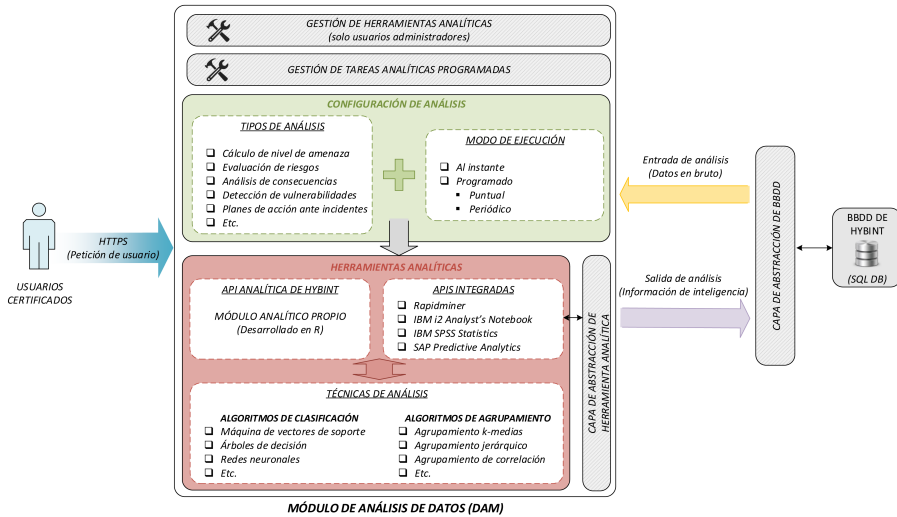 GESTIÓN DE HERRAMIENTAS ANALÍTICAS
(solo usuarios administradores)
GESTIÓN DE TAREAS ANALÍTICAS PROGRAMADAS
CONFIGURACIÓN DE ANÁLISIS
TIPOS DE ANÁLISIS
Cálculo de nivel de amenaza
Evaluación de riesgos
Análisis de consecuencias
Detección de vulnerabilidades
Planes de acción ante incidentes
Etc.
MODO DE EJECUCIÓN
Al instante
Programado
Puntual
Periódico
HTTPS
(Petición de usuario)
USUARIOS
CERTIFICADOS
Entrada de análisis
(Datos en bruto)
Salida de análisis
(Información de inteligencia)
CAPA DE ABSTRACCIÓN DE BBDD
BBDD DE
HYBINT
(SQL DB)
HERRAMIENTAS ANALÍTICAS
API ANALÍTICA DE HYBINT
MÓDULO ANALÍTICO PROPIO
(Desarrollado en R)
APIS INTEGRADAS
Rapidminer
IBM i2 Analyst's Notebook
IBM SPSS Statistics
SAP Predictive Analytics
CAPA DE ABSTRACCIÓN DE
HERRAMIENTA ANALÍTICA
TÉCNICAS DE ANÁLISIS
ALGORITMOS DE CLASIFICACIÓN
Máquina de vectores de soporte
Árboles de decisión
Redes neuronales
Etc.
ALGORITMOS DE AGRUPAMIENTO
Agrupamiento k-medias
Agrupamiento jerárquico
Agrupamiento de correlación
Etc.
MÓDULO DE ANÁLISIS DE DATOS (DAM)